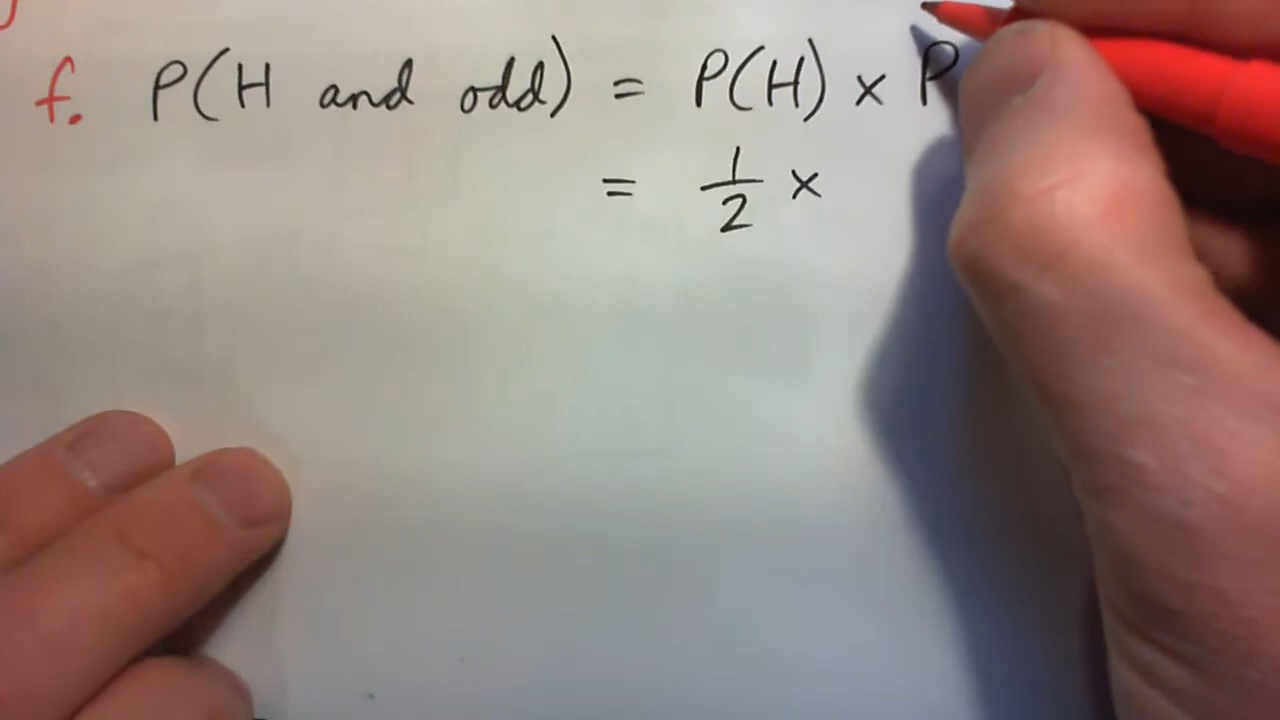 f. P(H and odd) = P(H) × P
= 1/2 ×